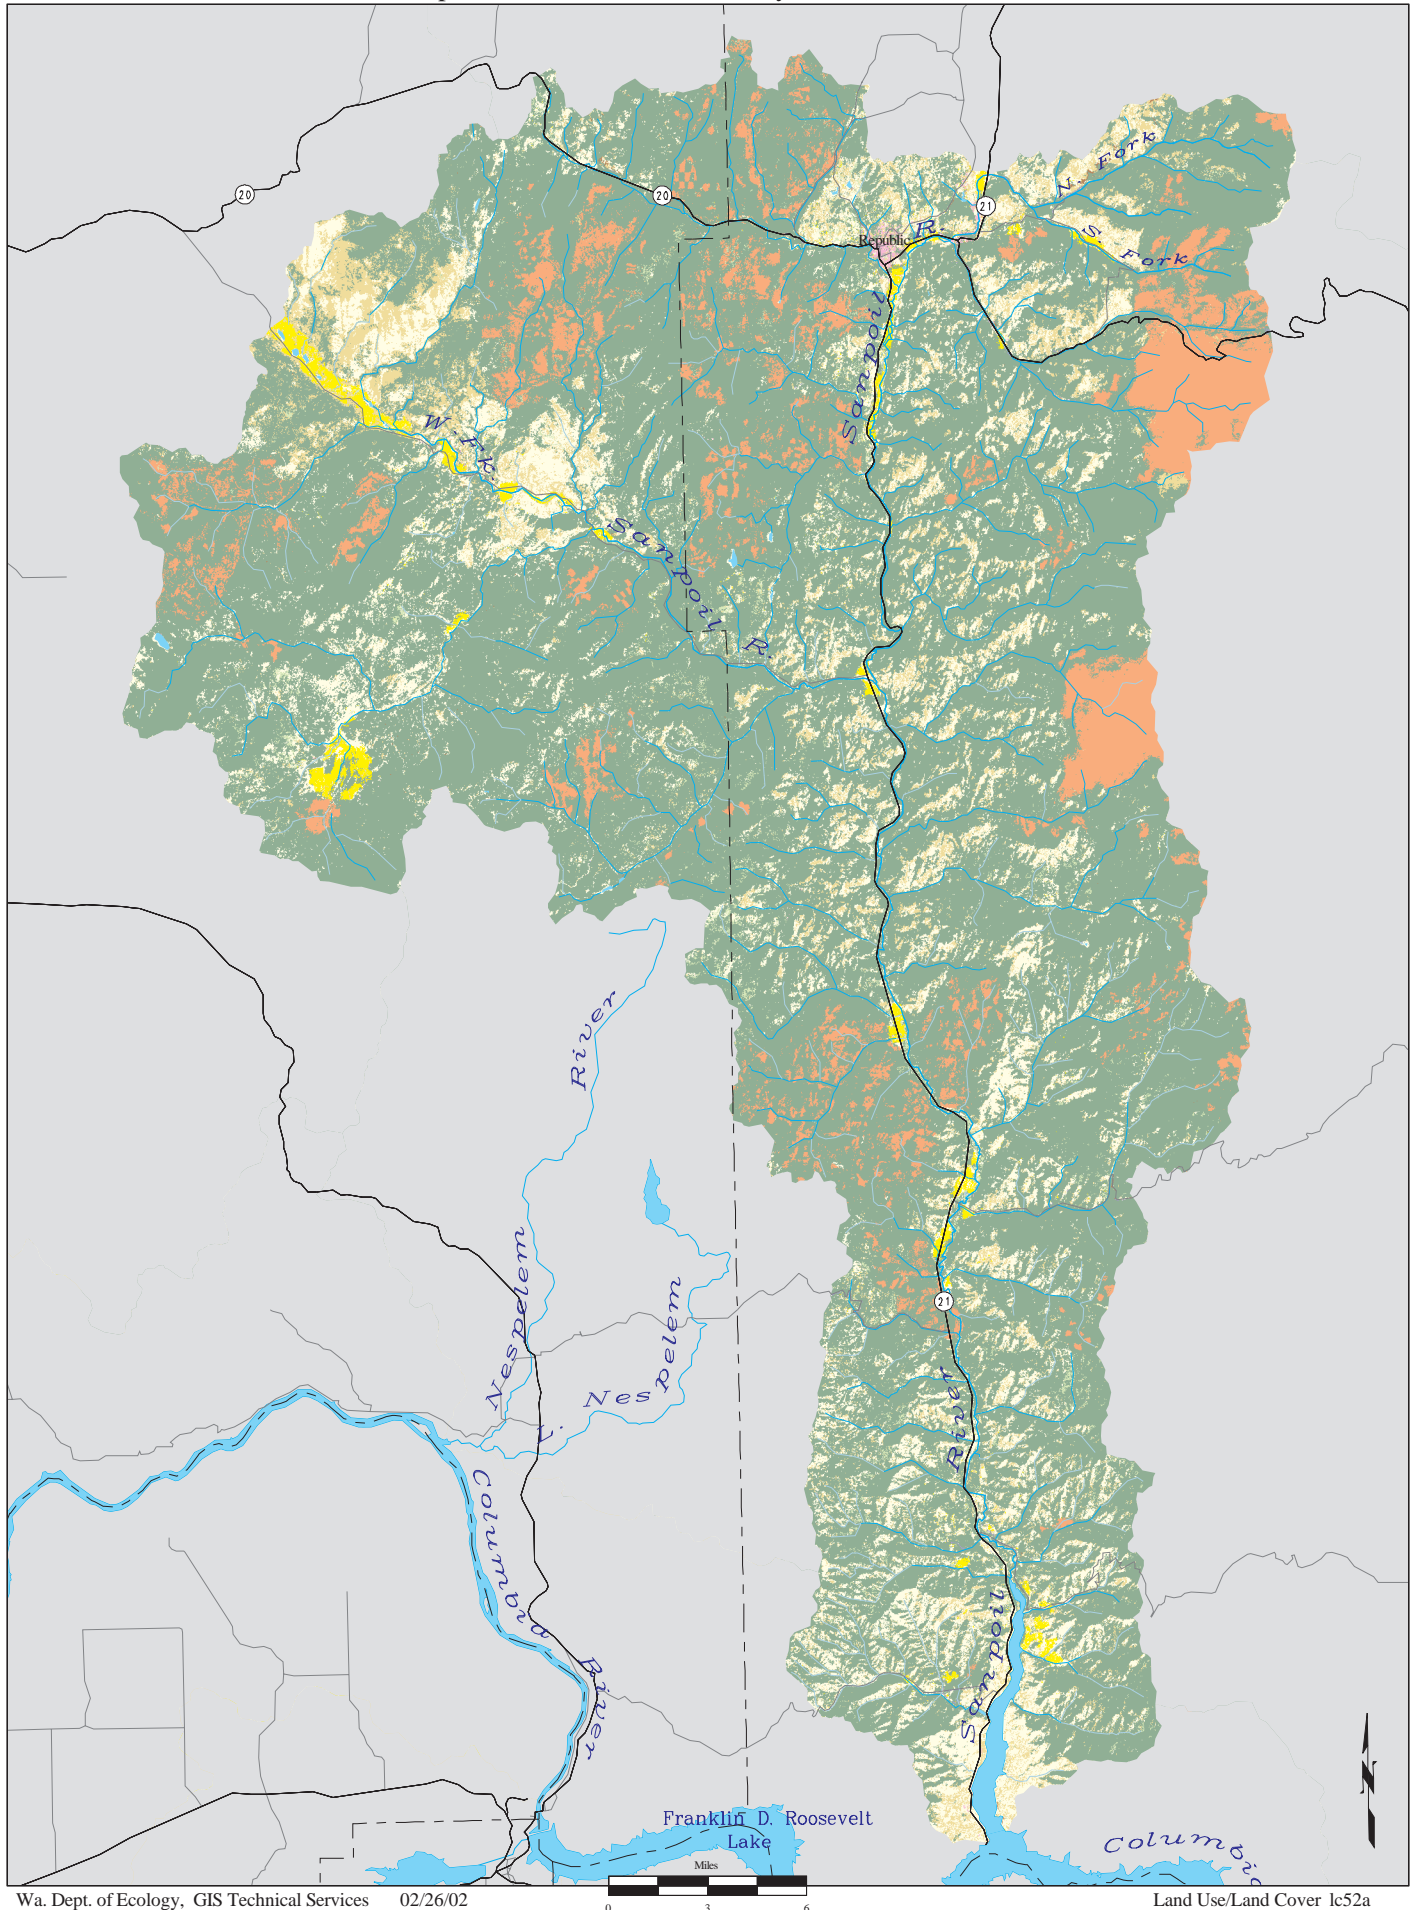 20
20
21
N. Fork
S. Fork
Republic
R.
Sanpoil
W. Fk.
Sanpoil R.
River
Nespelem
Nespelem
L.
21
River
Columbia
River
Sanpoil
Franklin D. Roosevelt
Lake
Columbia
Miles
0 3 6
Wa. Dept. of Ecology, GIS Technical Services 02/26/02
Land Use/Land Cover lc52a
N